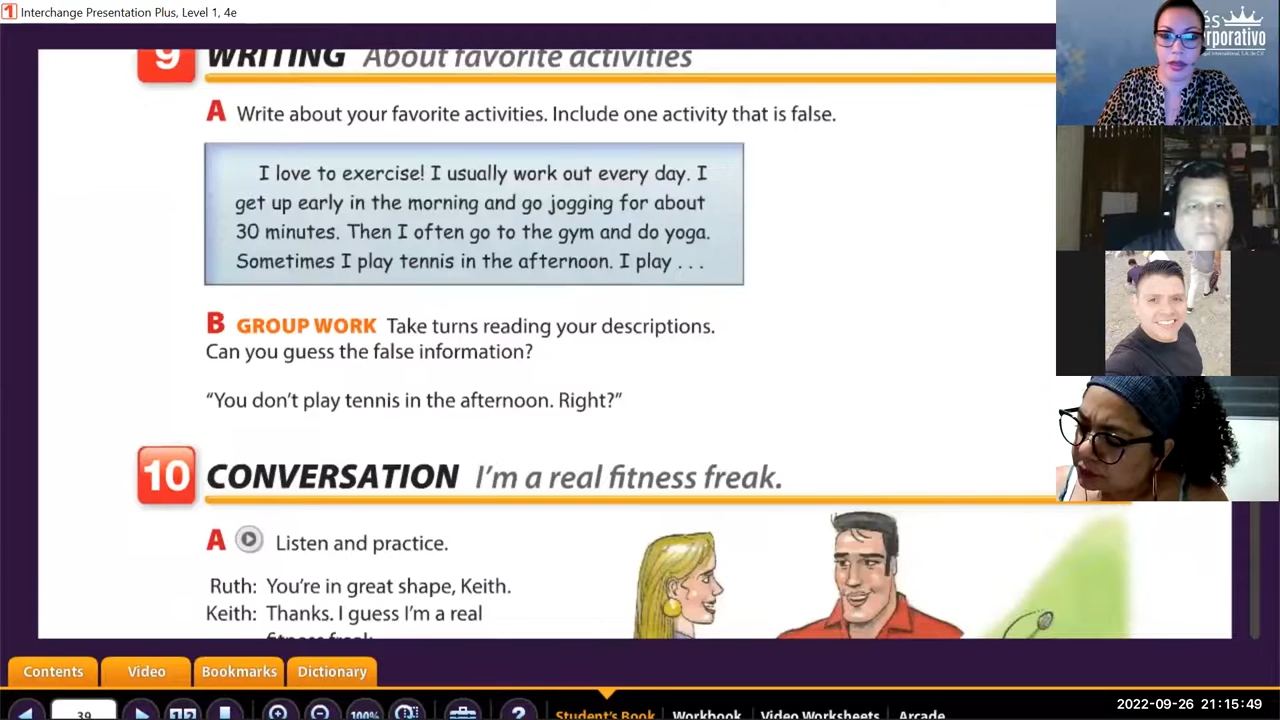 Interchange Presentation Plus, Level 1, 4e
9 WRITING About favorite activities
A Write about your favorite activities. Include one activity that is false.
I love to exercise! I usually work out every day. I
get up early in the morning and go jogging for about
30 minutes. Then I often go to the gym and do yoga.
Sometimes I play tennis in the afternoon. I play . . .
B GROUP WORK Take turns reading your descriptions.
Can you guess the false information?
“You don’t play tennis in the afternoon. Right?”
10 CONVERSATION I’m a real fitness freak.
A Listen and practice.
Ruth: You’re in great shape, Keith.
Keith: Thanks. I guess I’m a real
fitness freak.
Contents Video Bookmarks Dictionary
39 100% ? Student's Book Workbook Video Worksheets Arcade
2022-09-26 21:15:49